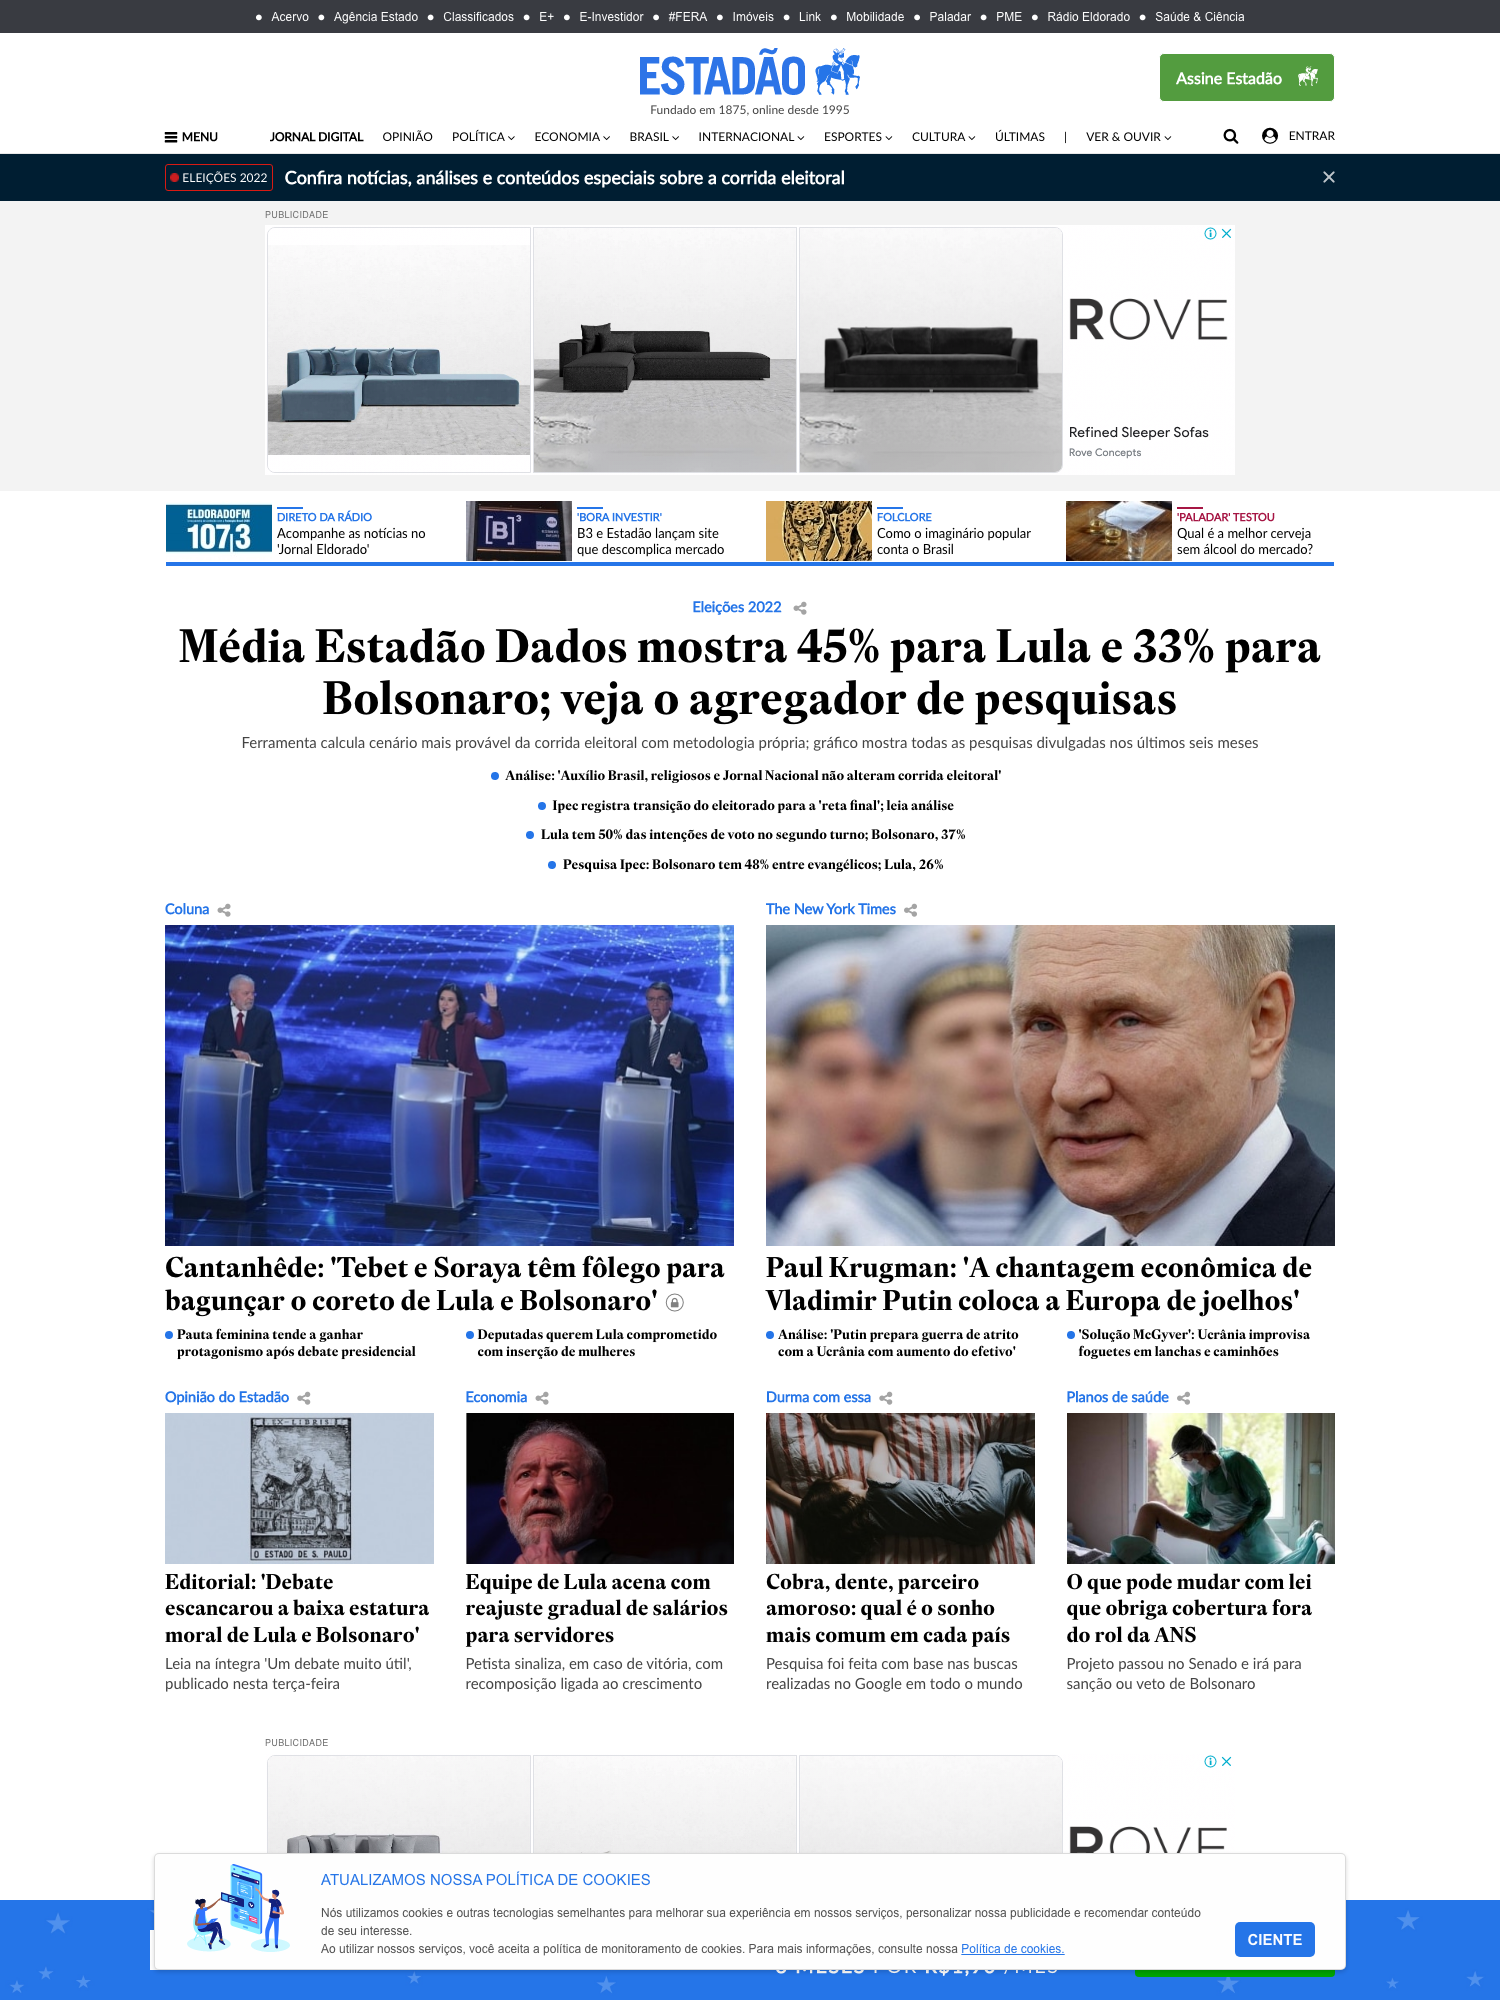 Acervo • Agência Estado • Classificados • E+ • E-Investidor • #FERA • Imóveis • Link • Mobilidade • Paladar • PME • Rádio Eldorado • Saúde & Ciência
ESTADÃO
Fundado em 1875, online desde 1995
Assine Estadão
MENU JORNAL DIGITAL OPINIÃO POLÍTICA ECONOMIA BRASIL INTERNACIONAL ESPORTES CULTURA ÚLTIMAS | VER & OUVIR ENTRAR
ELEIÇÕES 2022 Confira notícias, análises e conteúdos especiais sobre a corrida eleitoral
PUBLICIDADE
ROVE
Refined Sleeper Sofas
Rove Concepts
ELDORADOFM
107,3
DIRETO DA RÁDIO
Acompanhe as notícias no
'Jornal Eldorado'
[B]³
'BORA INVESTIR'
B3 e Estadão lançam site
que descomplica mercado
FOLCLORE
Como o imaginário popular
conta o Brasil
'PALADAR' TESTOU
Qual é a melhor cerveja
sem álcool do mercado?
Eleições 2022
Média Estadão Dados mostra 45% para Lula e 33% para
Bolsonaro; veja o agregador de pesquisas
Ferramenta calcula cenário mais provável da corrida eleitoral com metodologia própria; gráfico mostra todas as pesquisas divulgadas nos últimos seis meses
Análise: 'Auxílio Brasil, religiosos e Jornal Nacional não alteram corrida eleitoral'
Ipec registra transição do eleitorado para a 'reta final'; leia análise
Lula tem 50% das intenções de voto no segundo turno; Bolsonaro, 37%
Pesquisa Ipec: Bolsonaro tem 48% entre evangélicos; Lula, 26%
Coluna
Cantanhêde: 'Tebet e Soraya têm fôlego para
bagunçar o coreto de Lula e Bolsonaro'
Pauta feminina tende a ganhar
protagonismo após debate presidencial
Deputadas querem Lula comprometido
com inserção de mulheres
The New York Times
Paul Krugman: 'A chantagem econômica de
Vladimir Putin coloca a Europa de joelhos'
Análise: 'Putin prepara guerra de atrito
com a Ucrânia com aumento do efetivo'
'Solução McGyver': Ucrânia improvisa
foguetes em lanchas e caminhões
Opinião do Estadão
EX-LIBRIS
O ESTADO DE S. PAULO
Editorial: 'Debate
escancarou a baixa estatura
moral de Lula e Bolsonaro'
Leia na íntegra 'Um debate muito útil',
publicado nesta terça-feira
Economia
Equipe de Lula acena com
reajuste gradual de salários
para servidores
Petista sinaliza, em caso de vitória, com
recomposição ligada ao crescimento
Durma com essa
Cobra, dente, parceiro
amoroso: qual é o sonho
mais comum em cada país
Pesquisa foi feita com base nas buscas
realizadas no Google em todo o mundo
Planos de saúde
O que pode mudar com lei
que obriga cobertura fora
do rol da ANS
Projeto passou no Senado e irá para
sanção ou veto de Bolsonaro
PUBLICIDADE
ROVE
ATUALIZAMOS NOSSA POLÍTICA DE COOKIES
Nós utilizamos cookies e outras tecnologias semelhantes para melhorar sua experiência em nossos serviços, personalizar nossa publicidade e recomendar conteúdo
de seu interesse.
Ao utilizar nossos serviços, você aceita a política de monitoramento de cookies. Para mais informações, consulte nossa Política de cookies.
CIENTE